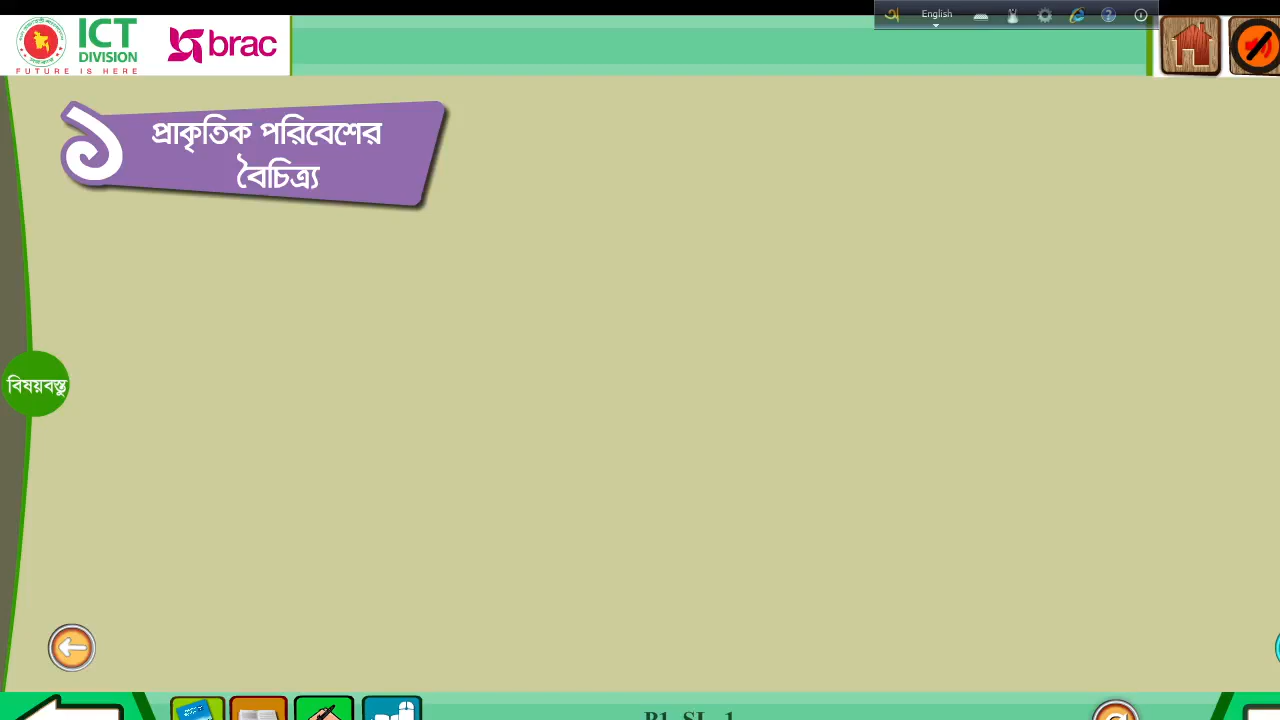 English
ICT
DIVISION
FUTURE IS HERE
brac
১
প্রাকৃতিক পরিবেশের
বৈচিত্র্য
বিষয়বস্তু